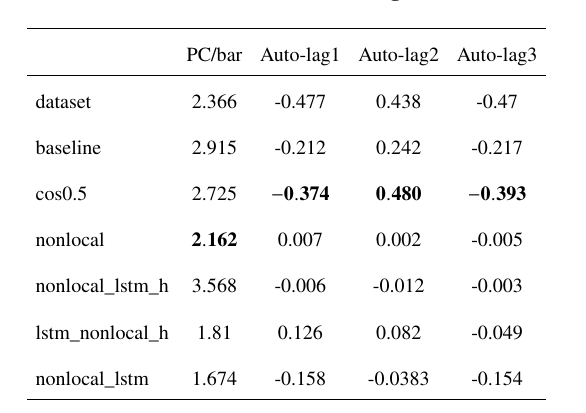 PC/bar Auto-lag1 Auto-lag2 Auto-lag3
dataset 2.366 -0.477 0.438 -0.47
baseline 2.915 -0.212 0.242 -0.217
cos0.5 2.725 −0.374 0.480 −0.393
nonlocal 2.162 0.007 0.002 -0.005
nonlocal_lstm_h 3.568 -0.006 -0.012 -0.003
lstm_nonlocal_h 1.81 0.126 0.082 -0.049
nonlocal_lstm 1.674 -0.158 -0.0383 -0.154